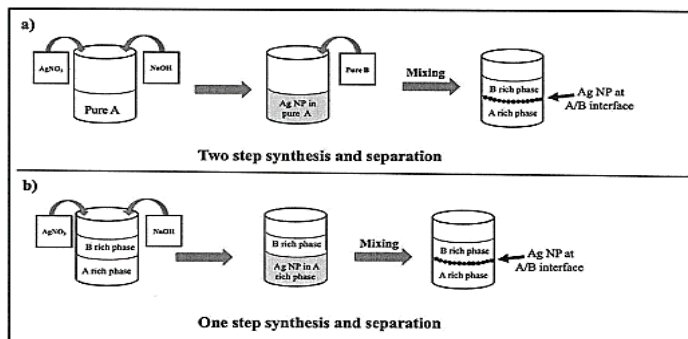 a)
AgNO₃
NaOH
Pure A
Ag NP in
pure A
Pure B
Mixing
B rich phase
A rich phase
Ag NP at
A/B interface
Two step synthesis and separation
b)
AgNO₃
NaOH
B rich phase
A rich phase
B rich phase
Ag NP in A
rich phase
Mixing
B rich phase
A rich phase
Ag NP at
A/B interface
One step synthesis and separation